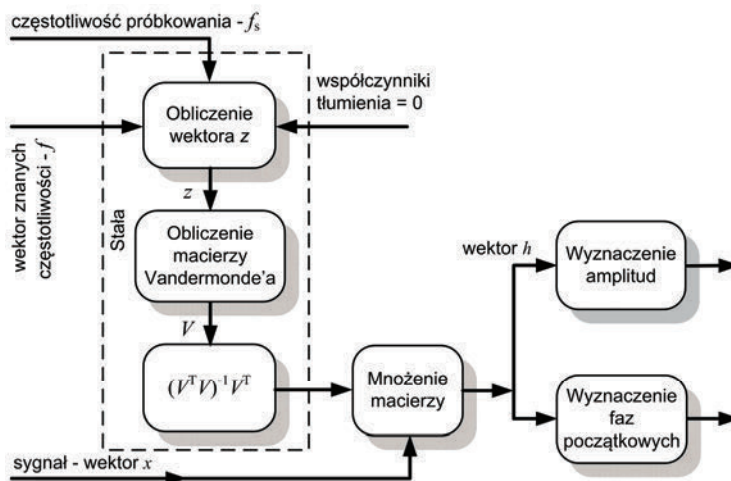 częstotliwość próbkowania - fₛ
współczynniki
tłumienia = 0
Obliczenie
wektora z
wektor znanych
częstotliwości - f
Stała
z
Obliczenie
macierzy
Vandermonde'a
V
(VᵀV)⁻¹Vᵀ
Mnożenie
macierzy
wektor h
Wyznaczenie
amplitud
Wyznaczenie
faz
początkowych
sygnał - wektor x